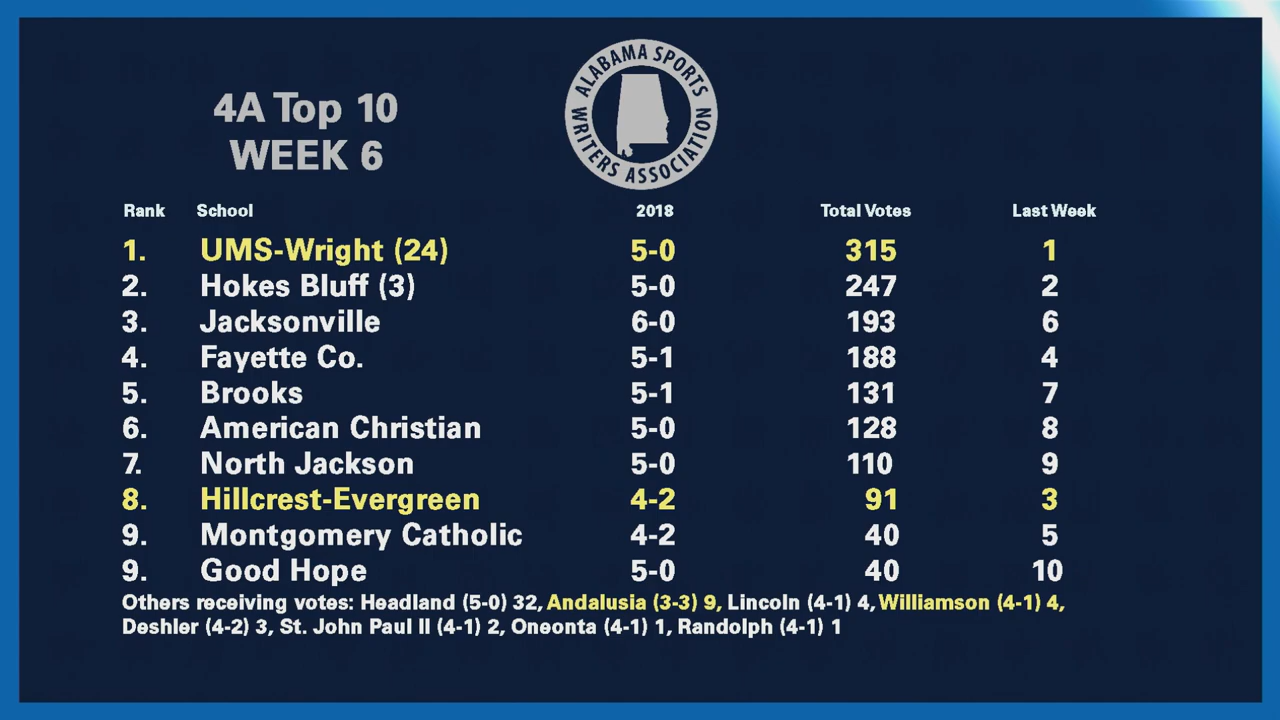 4A Top 10
WEEK 6
ALABAMA SPORTS
WRITERS ASSOCIATION
Rank School 2018 Total Votes Last Week
1. UMS-Wright (24) 5-0 315 1
2. Hokes Bluff (3) 5-0 247 2
3. Jacksonville 6-0 193 6
4. Fayette Co. 5-1 188 4
5. Brooks 5-1 131 7
6. American Christian 5-0 128 8
7. North Jackson 5-0 110 9
8. Hillcrest-Evergreen 4-2 91 3
9. Montgomery Catholic 4-2 40 5
9. Good Hope 5-0 40 10
Others receiving votes: Headland (5-0) 32, Andalusia (3-3) 9, Lincoln (4-1) 4, Williamson (4-1) 4,
Deshler (4-2) 3, St. John Paul II (4-1) 2, Oneonta (4-1) 1, Randolph (4-1) 1